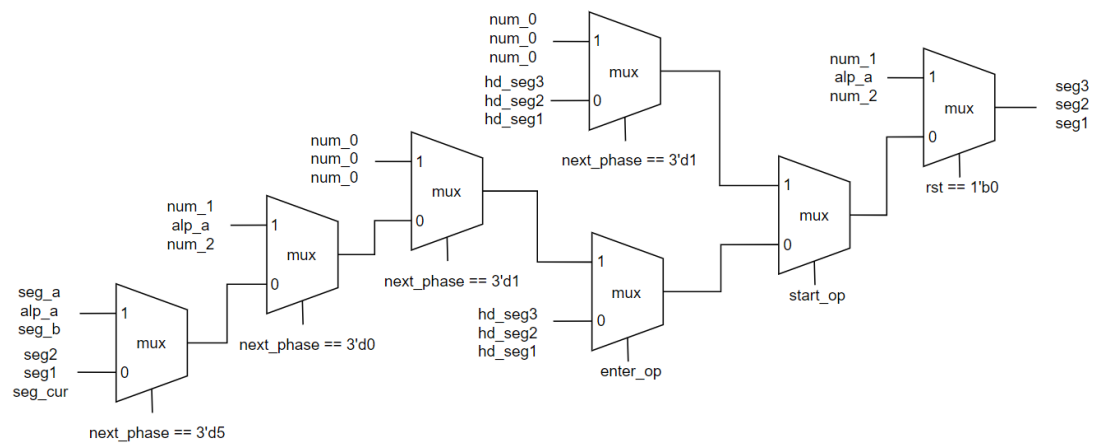 num_0
num_0
num_0
1
mux
hd_seg3
hd_seg2
hd_seg1
0
next_phase == 3'd1
num_1
alp_a
num_2
1
mux
0
rst == 1'b0
seg3
seg2
seg1
num_0
num_0
num_0
1
mux
0
next_phase == 3'd1
1
mux
0
start_op
num_1
alp_a
num_2
1
mux
0
next_phase == 3'd0
1
mux
hd_seg3
hd_seg2
hd_seg1
0
enter_op
seg_a
alp_a
seg_b
1
mux
seg2
seg1
seg_cur
0
next_phase == 3'd5